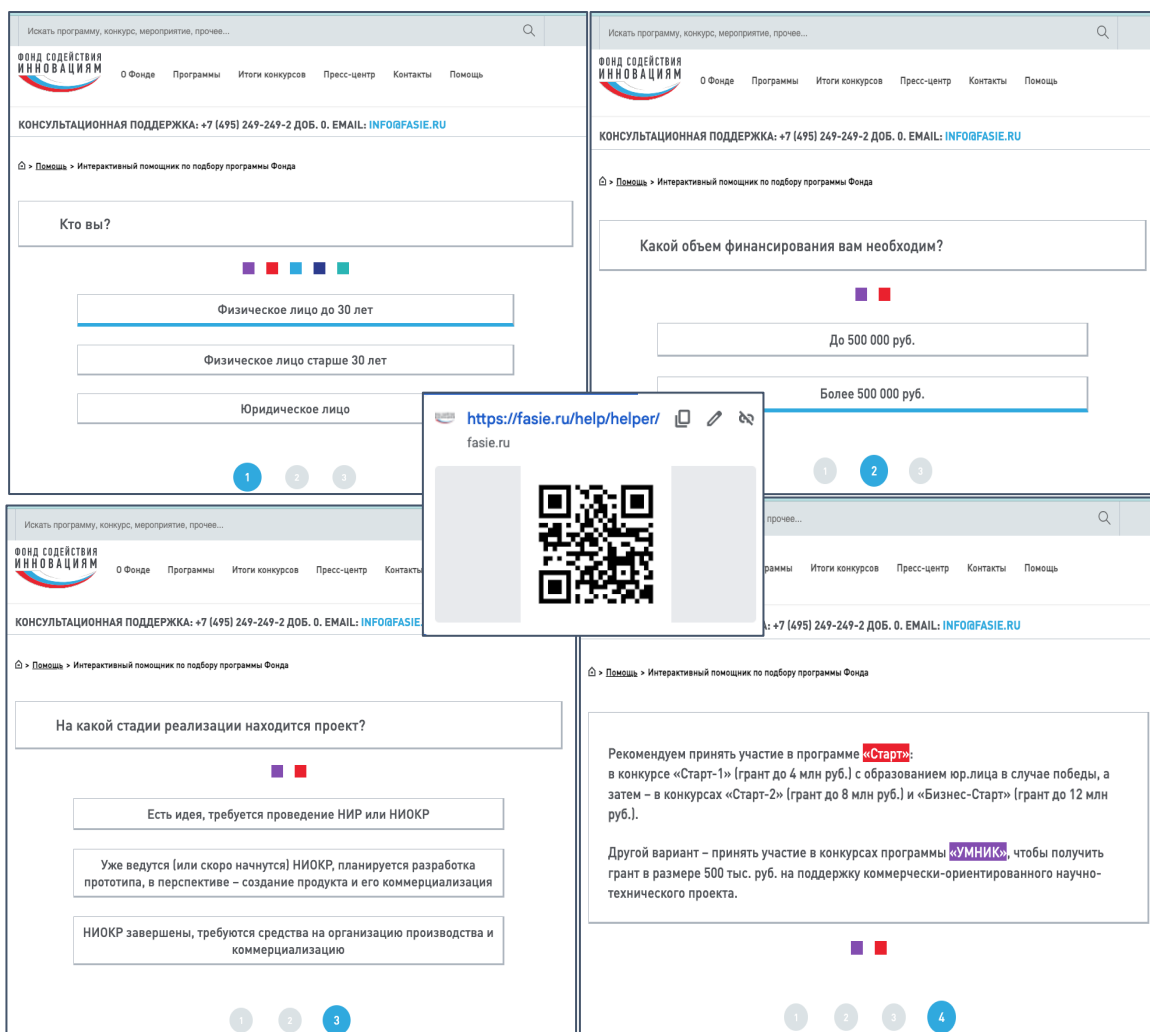 Искать программу, конкурс, мероприятие, прочее...
ФОНД СОДЕЙСТВИЯ
ИННОВАЦИЯМ
О Фонде Программы Итоги конкурсов Пресс-центр Контакты Помощь
КОНСУЛЬТАЦИОННАЯ ПОДДЕРЖКА: +7 (495) 249-249-2 ДОБ. 0. EMAIL: INFO@FASIE.RU
> Помощь > Интерактивный помощник по подбору программы Фонда
Кто вы?
Физическое лицо до 30 лет
Физическое лицо старше 30 лет
Юридическое лицо
1 2 3
Искать программу, конкурс, мероприятие, прочее...
ФОНД СОДЕЙСТВИЯ
ИННОВАЦИЯМ
О Фонде Программы Итоги конкурсов Пресс-центр Контакты Помощь
КОНСУЛЬТАЦИОННАЯ ПОДДЕРЖКА: +7 (495) 249-249-2 ДОБ. 0. EMAIL: INFO@FASIE.RU
> Помощь > Интерактивный помощник по подбору программы Фонда
Какой объем финансирования вам необходим?
До 500 000 руб.
Более 500 000 руб.
1 2 3
https://fasie.ru/help/helper/
fasie.ru
Искать программу, конкурс, мероприятие, прочее...
ФОНД СОДЕЙСТВИЯ
ИННОВАЦИЯМ
О Фонде Программы Итоги конкурсов Пресс-центр Контакты
КОНСУЛЬТАЦИОННАЯ ПОДДЕРЖКА: +7 (495) 249-249-2 ДОБ. 0. EMAIL: INFO@FASIE.
> Помощь > Интерактивный помощник по подбору программы Фонда
На какой стадии реализации находится проект?
Есть идея, требуется проведение НИР или НИОКР
Уже ведутся (или скоро начнутся) НИОКР, планируется разработка
прототипа, в перспективе – создание продукта и его коммерциализация
НИОКР завершены, требуются средства на организацию производства и
коммерциализацию
1 2 3
прочее...
раммы Итоги конкурсов Пресс-центр Контакты Помощь
: +7 (495) 249-249-2 ДОБ. 0. EMAIL: INFO@FASIE.RU
> Помощь > Интерактивный помощник по подбору программы Фонда
Рекомендуем принять участие в программе «Старт»:
в конкурсе «Старт-1» (грант до 4 млн руб.) с образованием юр.лица в случае победы, а
затем – в конкурсах «Старт-2» (грант до 8 млн руб.) и «Бизнес-Старт» (грант до 12 млн
руб.).
Другой вариант – принять участие в конкурсах программы «УМНИК», чтобы получить
грант в размере 500 тыс. руб. на поддержку коммерчески-ориентированного научно-
технического проекта.
1 2 3 4